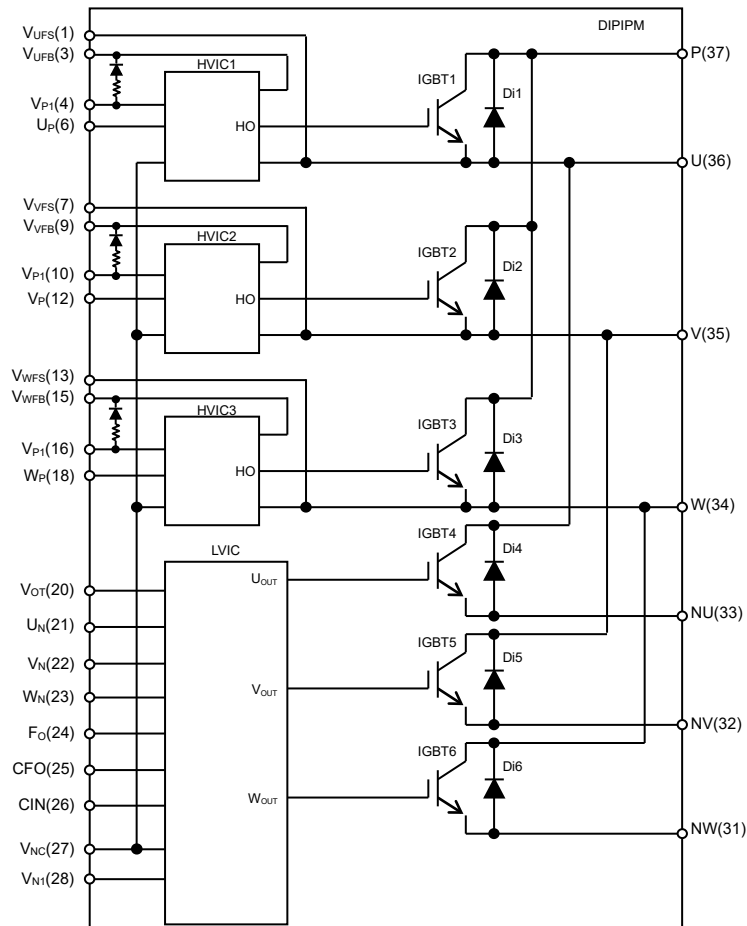 DIPIPM
VUFS(1)
VUFB(3)
HVIC1
VP1(4)
UP(6)
HO
IGBT1
Di1
P(37)
U(36)
VVFS(7)
VVFB(9)
HVIC2
VP1(10)
VP(12)
HO
IGBT2
Di2
V(35)
VWFS(13)
VWFB(15)
HVIC3
VP1(16)
WP(18)
HO
IGBT3
Di3
W(34)
LVIC
VOT(20)
UN(21)
VN(22)
WN(23)
FO(24)
CFO(25)
CIN(26)
VNC(27)
VN1(28)
UOUT
VOUT
WOUT
IGBT4
Di4
NU(33)
IGBT5
Di5
NV(32)
IGBT6
Di6
NW(31)